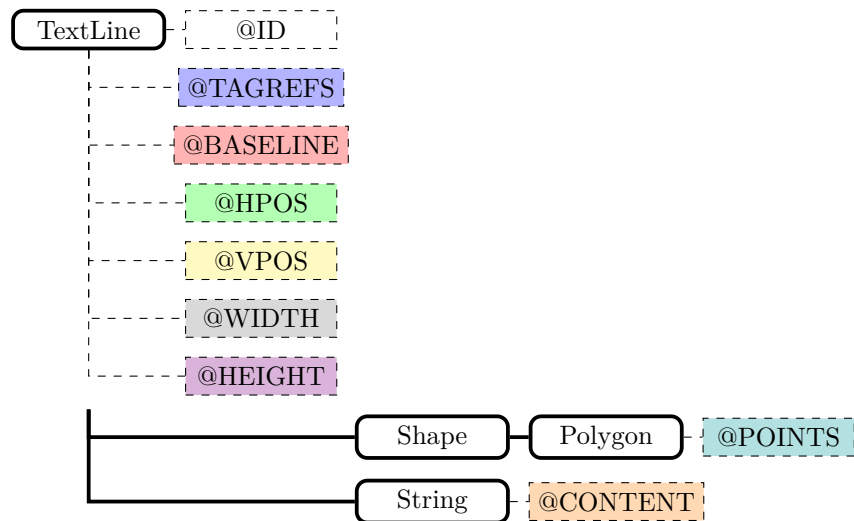 TextLine @ID
@TAGREFS
@BASELINE
@HPOS
@VPOS
@WIDTH
@HEIGHT
Shape Polygon @POINTS
String @CONTENT